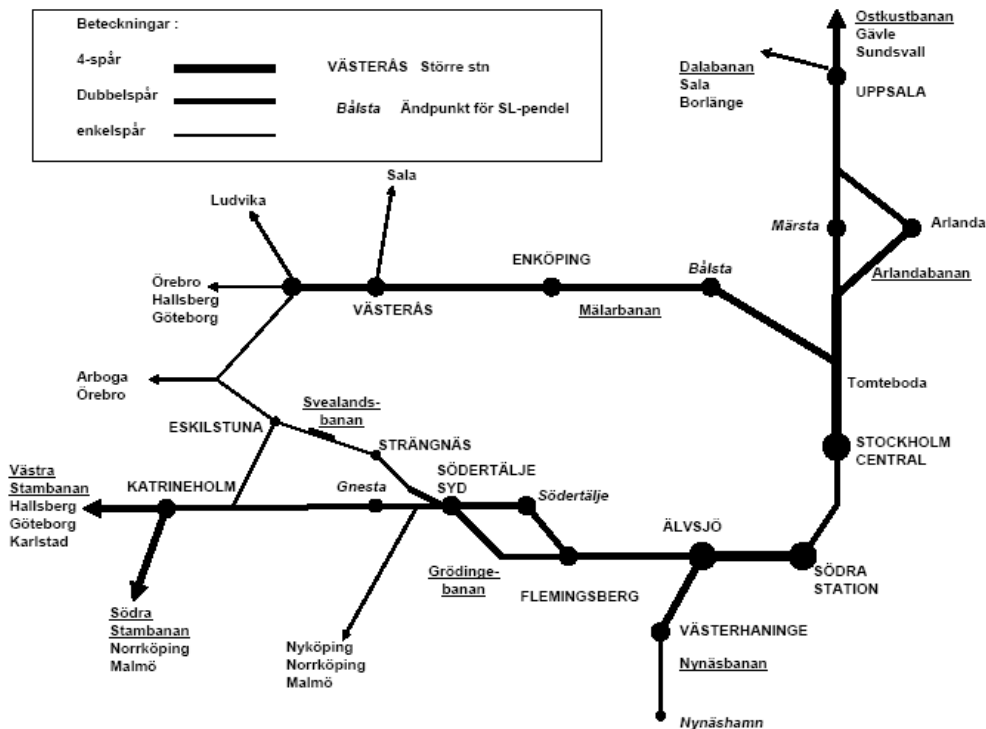 Beteckningar :
4-spår
VÄSTERÅS Större stn
Dubbelspår
Bålsta Ändpunkt för SL-pendel
enkelspår
Ostkustbanan
Gävle
Sundsvall
Dalabanan
Sala
Borlänge
UPPSALA
Sala
Ludvika
Märsta
Arlanda
ENKÖPING
Bålsta
Arlandabanan
Örebro
Hallsberg
Göteborg
VÄSTERÅS
Mälarbanan
Arboga
Örebro
Tomteboda
Svealands-
banan
ESKILSTUNA
STRÄNGNÄS
STOCKHOLM
CENTRAL
Västra
Stambanan
Hallsberg
Göteborg
Karlstad
KATRINEHOLM
Gnesta
SÖDERTÄLJE
SYD
Södertälje
ÄLVSJÖ
Grödinge-
banan
FLEMINGSBERG
SÖDRA
STATION
Södra
Stambanan
Norrköping
Malmö
Nyköping
Norrköping
Malmö
VÄSTERHANINGE
Nynäsbanan
Nynäshamn